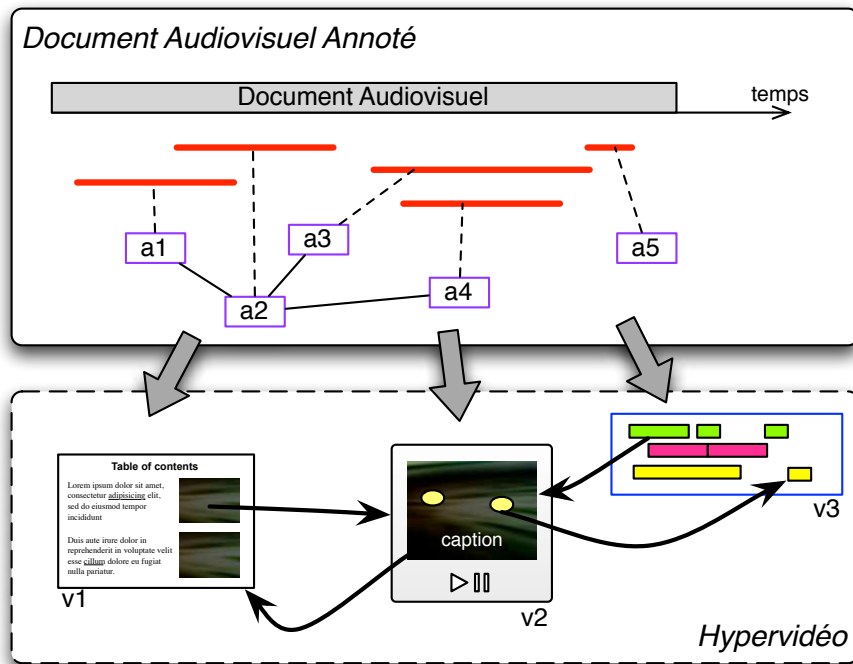 Document Audiovisuel Annoté
Document Audiovisuel
temps
a1
a2
a3
a4
a5
Table of contents
Lorem ipsum dolor sit amet,
consectetur adipisicing elit,
sed do eiusmod tempor
incididunt
Duis aute irure dolor in
reprehenderit in voluptate velit
esse cillum dolore eu fugiat
nulla pariatur.
v1
caption
v2
v3
Hypervidéo